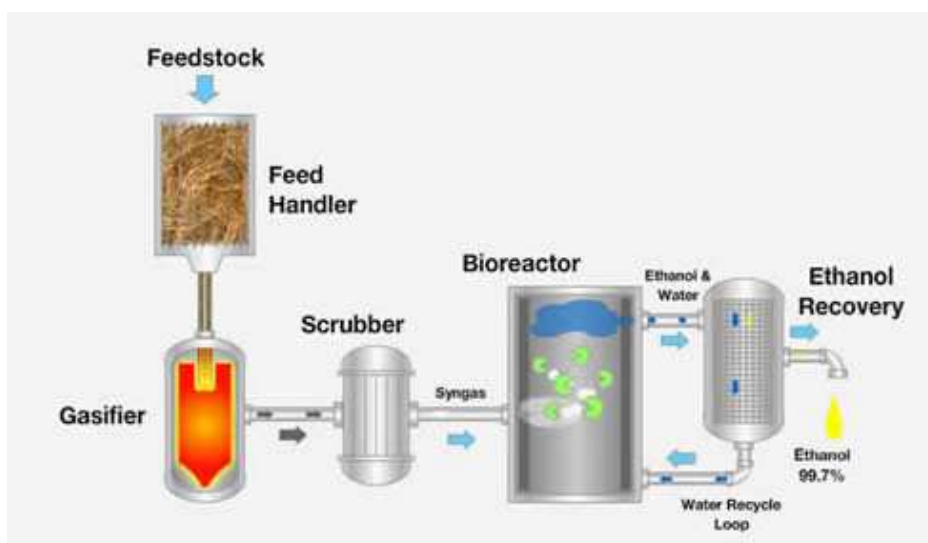 Feedstock
Feed
Handler
Bioreactor
Ethanol &
Water
Ethanol
Recovery
Scrubber
Syngas
Gasifier
Ethanol
99.7%
Water Recycle
Loop